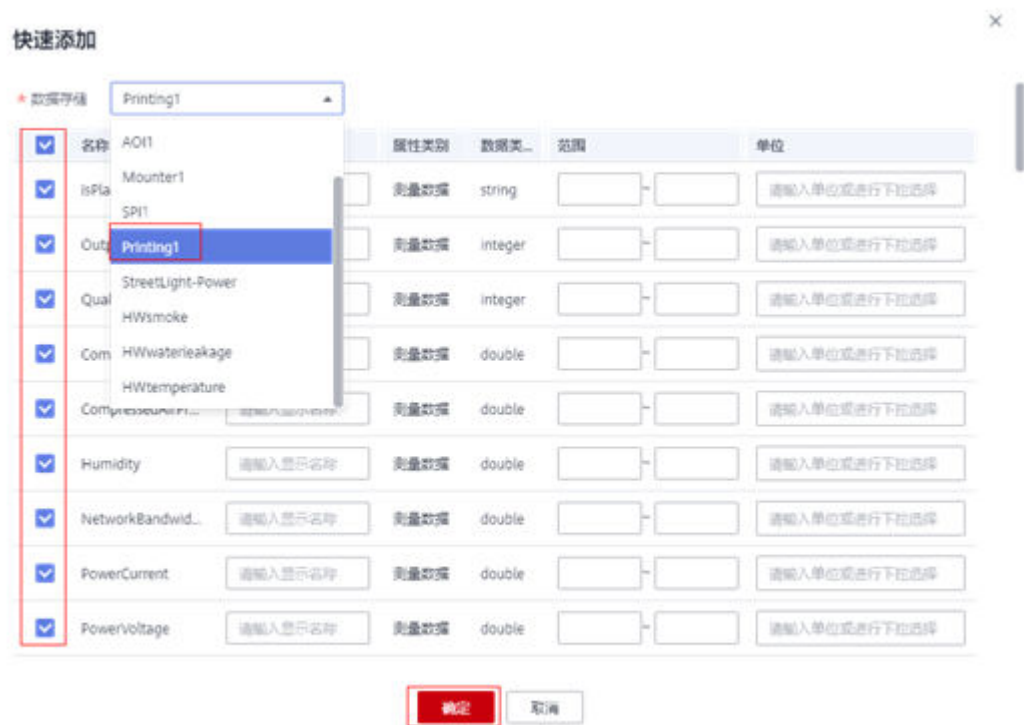 快速添加
* 数据存储 Printing1
名称 属性类别 数据类... 范围 单位
AOI1
Mounter1
SPI1
Printing1
StreetLight-Power
HWsmoke
HWwaterleakage
HWtemperature
isPla 测量数据 string ~ 请输入单位或进行下拉选择
Outp 测量数据 integer ~ 请输入单位或进行下拉选择
Qual 测量数据 integer ~ 请输入单位或进行下拉选择
Com 测量数据 double ~ 请输入单位或进行下拉选择
CompressedAirPr... 请输入显示名称 测量数据 double ~ 请输入单位或进行下拉选择
Humidity 请输入显示名称 测量数据 double ~ 请输入单位或进行下拉选择
NetworkBandwid... 请输入显示名称 测量数据 double ~ 请输入单位或进行下拉选择
PowerCurrent 请输入显示名称 测量数据 double ~ 请输入单位或进行下拉选择
PowerVoltage 请输入显示名称 测量数据 double ~ 请输入单位或进行下拉选择
确定 取消